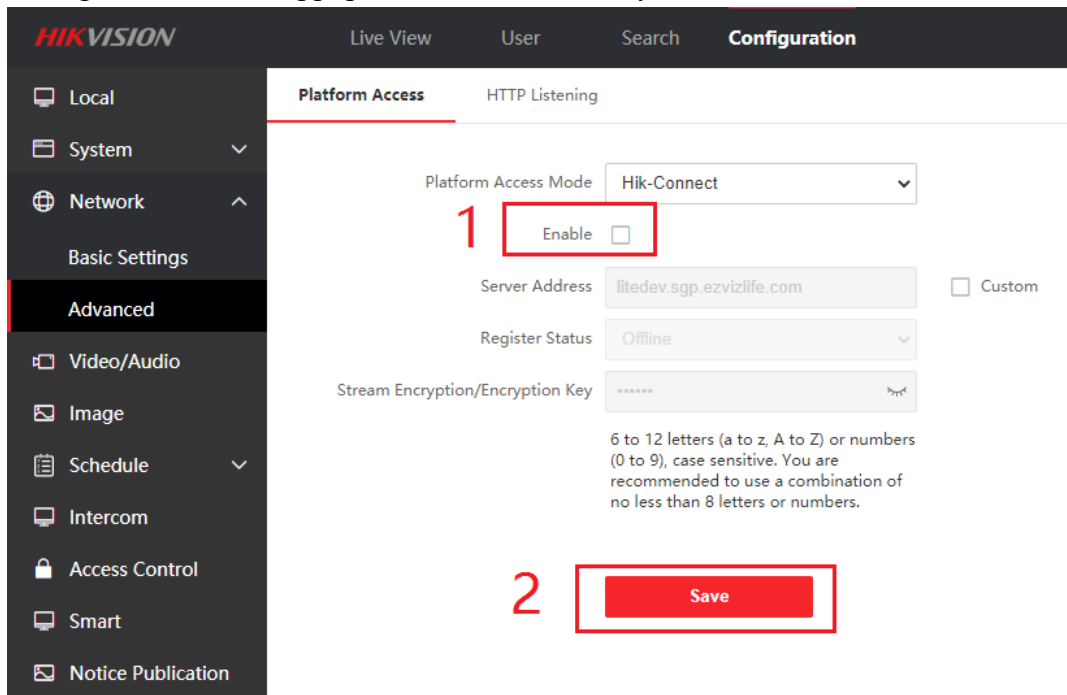 HIKVISION
Live View
User
Search
Configuration
Local
System
Network
Basic Settings
Advanced
Video/Audio
Image
Schedule
Intercom
Access Control
Smart
Notice Publication
Platform Access
HTTP Listening
Platform Access Mode
Hik-Connect
1
Enable
Server Address
litedev.sgp.ezvizlife.com
Custom
Register Status
Offline
Stream Encryption/Encryption Key
••••••
6 to 12 letters (a to z, A to Z) or numbers
(0 to 9), case sensitive. You are
recommended to use a combination of
no less than 8 letters or numbers.
2
Save